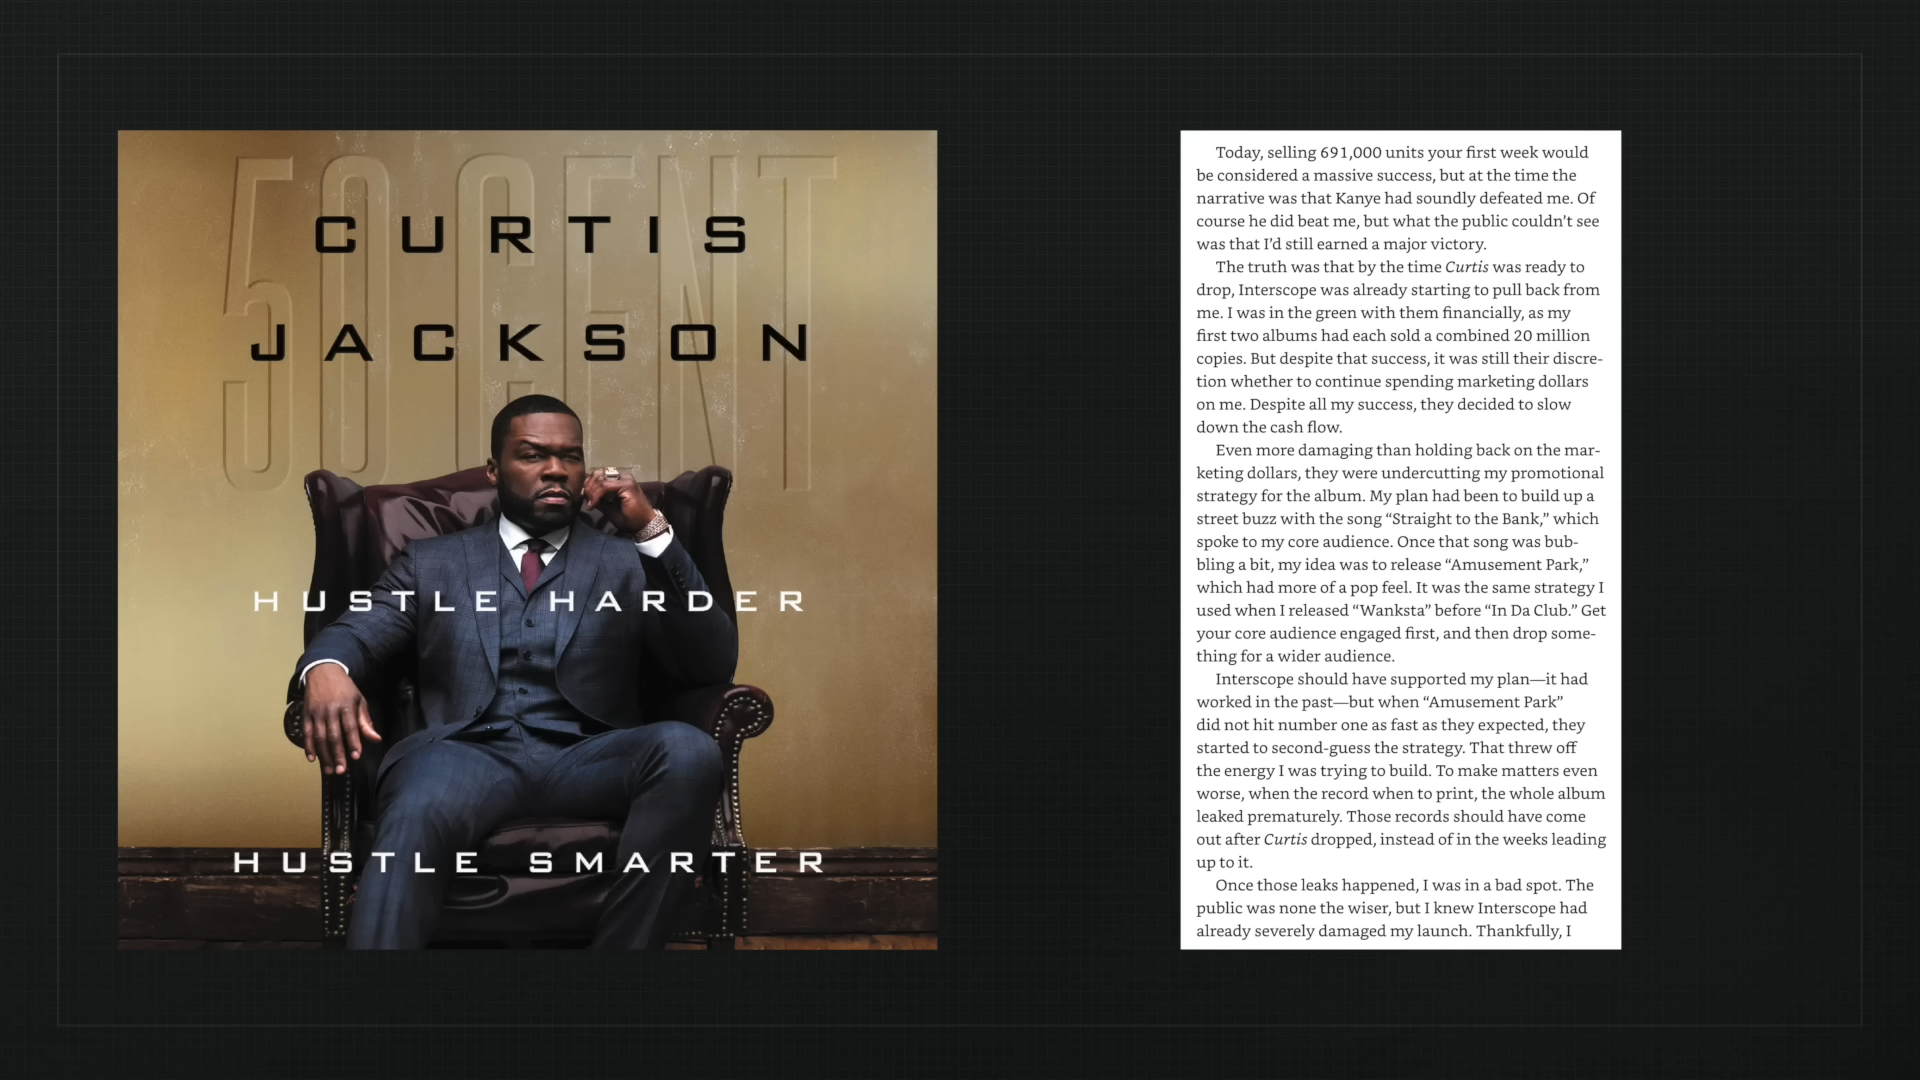 50 CENT
CURTIS
JACKSON
HUSTLE HARDER
HUSTLE SMARTER
Today, selling 691,000 units your first week would
be considered a massive success, but at the time the
narrative was that Kanye had soundly defeated me. Of
course he did beat me, but what the public couldn’t see
was that I’d still earned a major victory.
The truth was that by the time Curtis was ready to
drop, Interscope was already starting to pull back from
me. I was in the green with them financially, as my
first two albums had each sold a combined 20 million
copies. But despite that success, it was still their discre-
tion whether to continue spending marketing dollars
on me. Despite all my success, they decided to slow
down the cash flow.
Even more damaging than holding back on the mar-
keting dollars, they were undercutting my promotional
strategy for the album. My plan had been to build up a
street buzz with the song “Straight to the Bank,” which
spoke to my core audience. Once that song was bub-
bling a bit, my idea was to release “Amusement Park,”
which had more of a pop feel. It was the same strategy I
used when I released “Wanksta” before “In Da Club.” Get
your core audience engaged first, and then drop some-
thing for a wider audience.
Interscope should have supported my plan—it had
worked in the past—but when “Amusement Park”
did not hit number one as fast as they expected, they
started to second-guess the strategy. That threw off
the energy I was trying to build. To make matters even
worse, when the record when to print, the whole album
leaked prematurely. Those records should have come
out after Curtis dropped, instead of in the weeks leading
up to it.
Once those leaks happened, I was in a bad spot. The
public was none the wiser, but I knew Interscope had
already severely damaged my launch. Thankfully, I